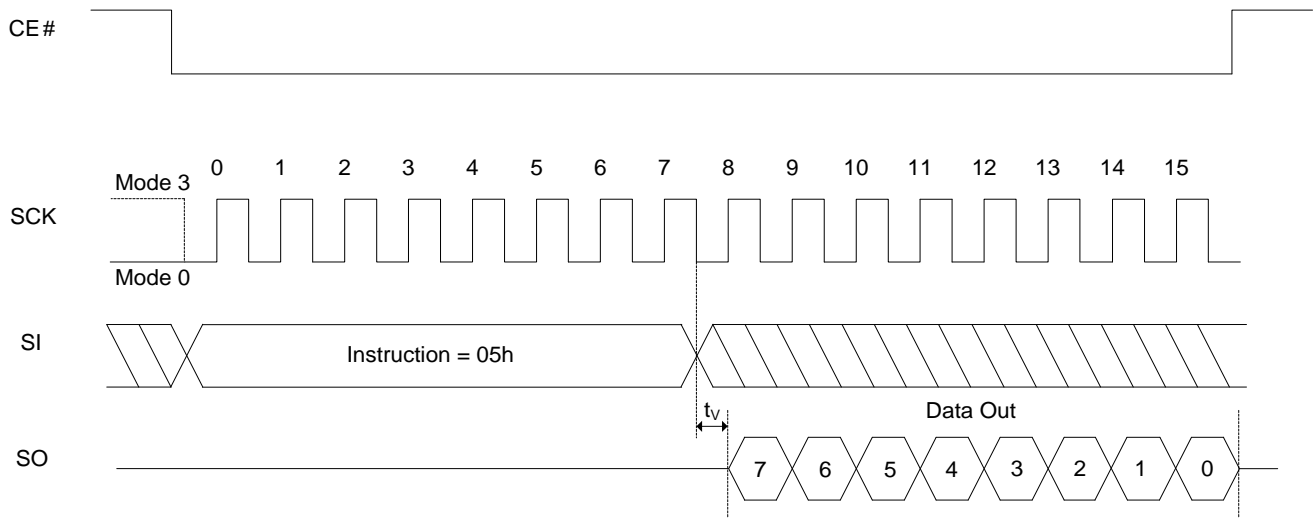 CE#
0 1 2 3 4 5 6 7 8 9 10 11 12 13 14 15
Mode 3
SCK
Mode 0
SI
Instruction = 05h
tV
Data Out
SO
7 6 5 4 3 2 1 0